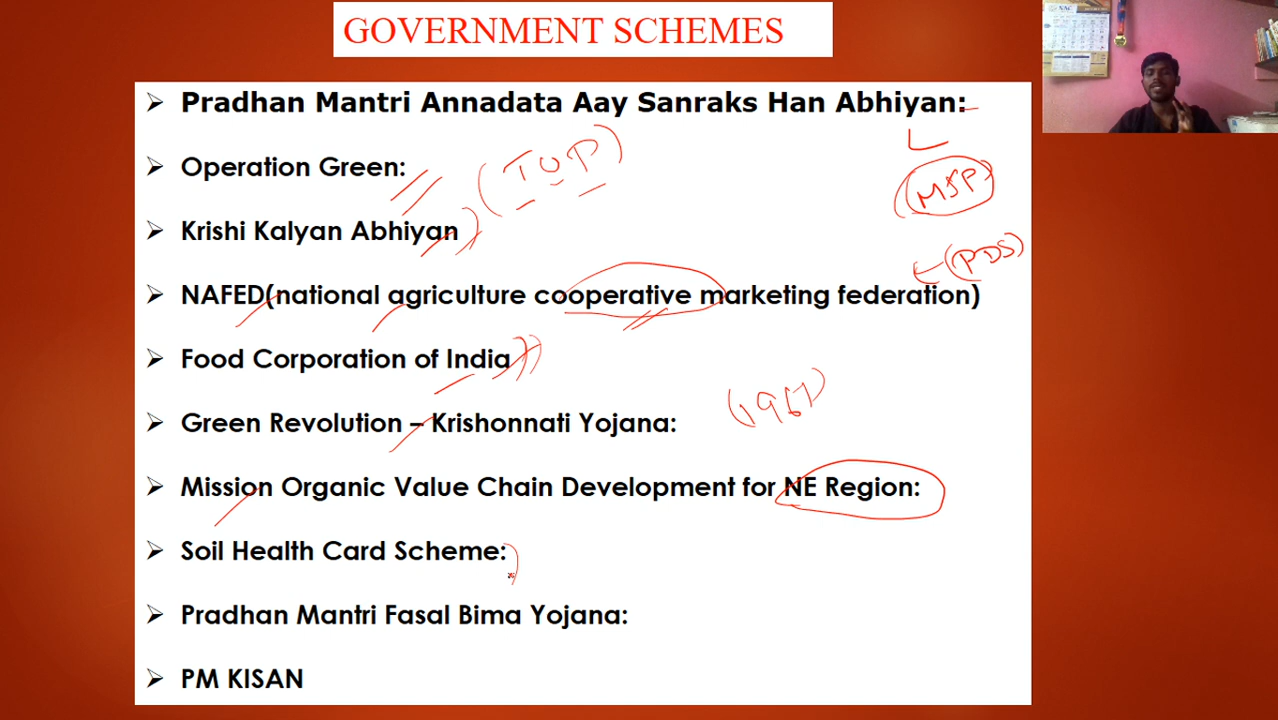 GOVERNMENT SCHEMES
Pradhan Mantri Annadata Aay Sanraks Han Abhiyan:
Operation Green:
(TOP)
(MSP)
Krishi Kalyan Abhiyan
(PDS)
NAFED(national agriculture cooperative marketing federation)
Food Corporation of India
Green Revolution – Krishonnati Yojana:
Mission Organic Value Chain Development for NE Region:
Soil Health Card Scheme:
Pradhan Mantri Fasal Bima Yojana:
PM KISAN